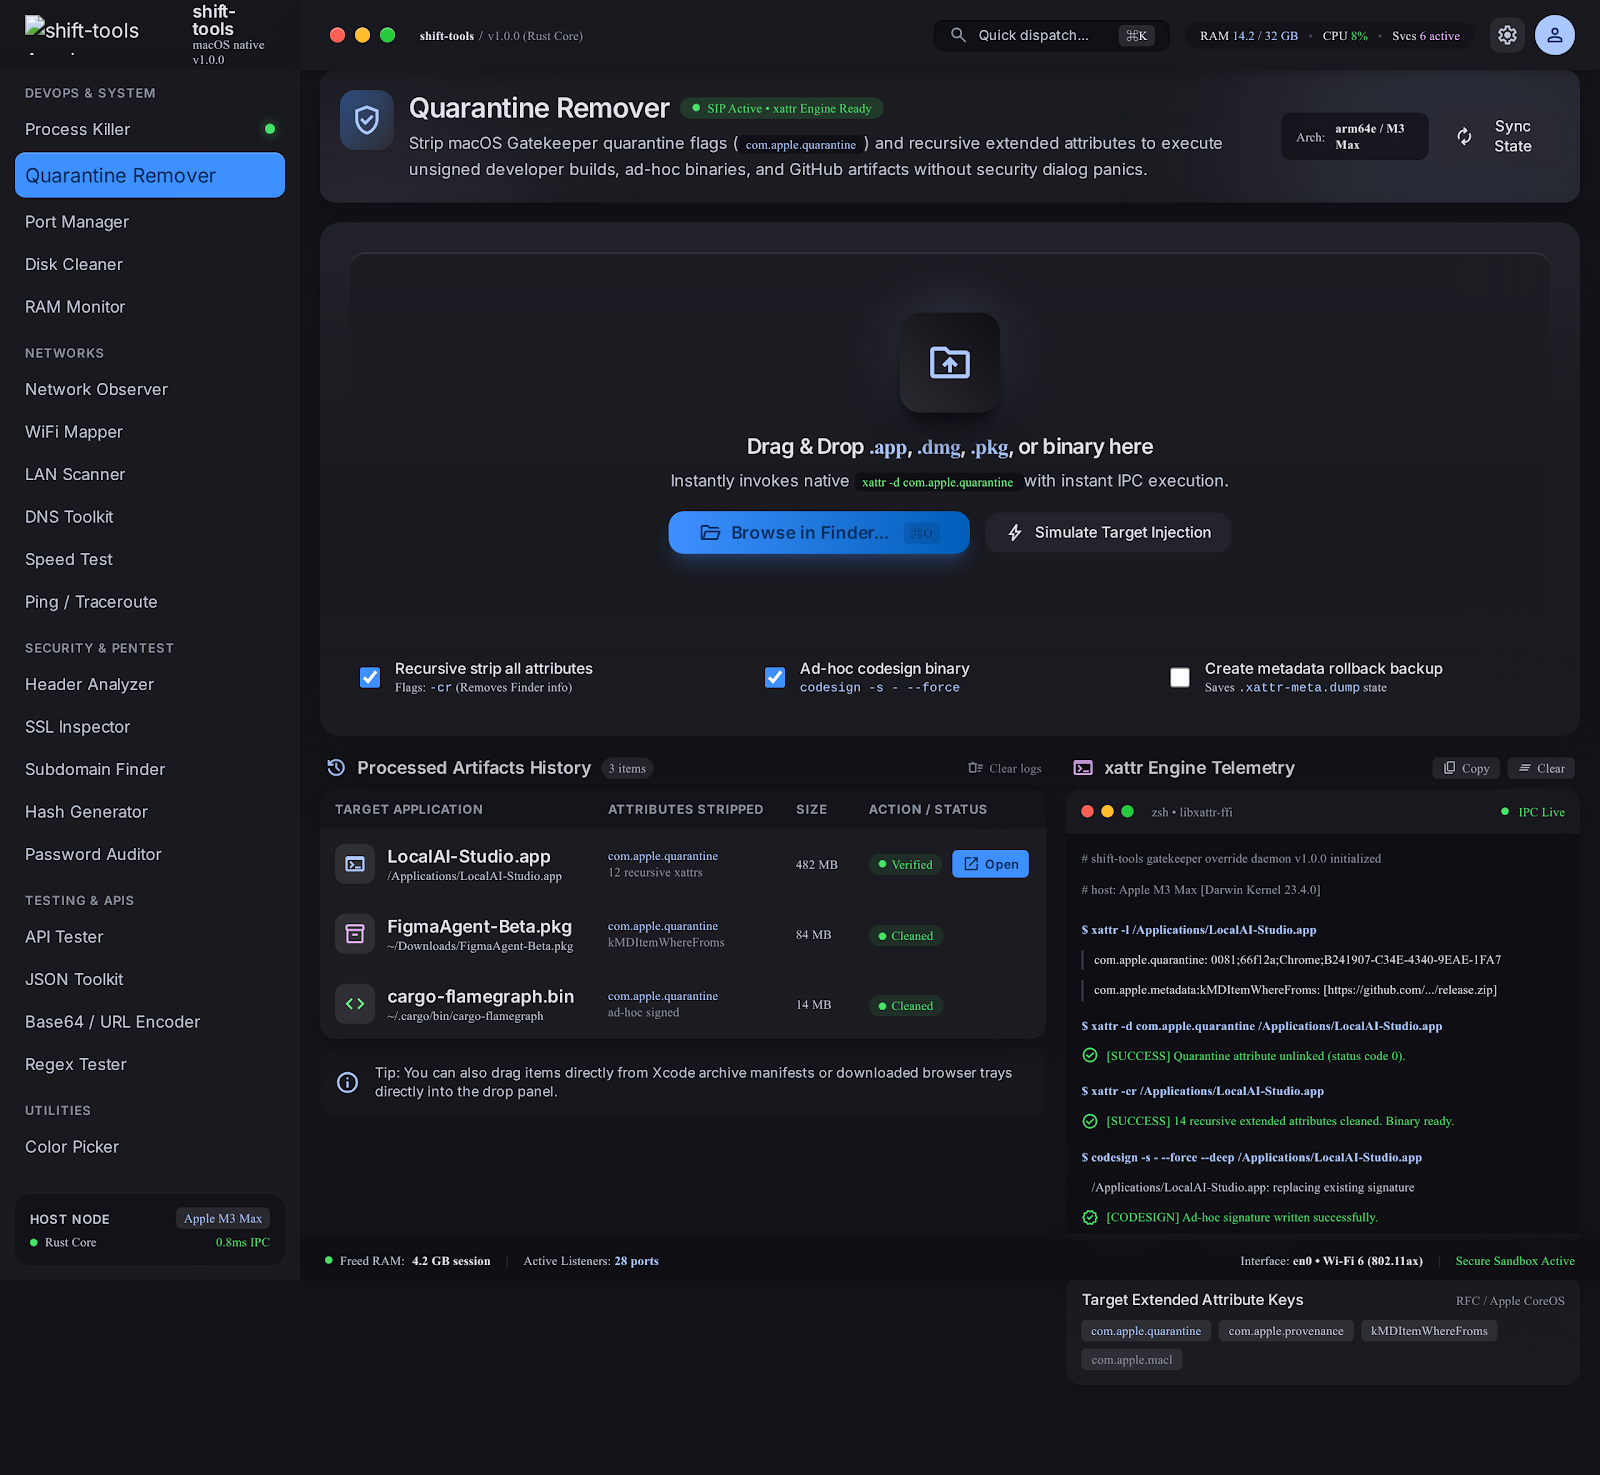 shift-tools
shift-tools
macOS native
v1.0.0
DEVOPS & SYSTEM
Process Killer
Quarantine Remover
Port Manager
Disk Cleaner
RAM Monitor
NETWORKS
Network Observer
WiFi Mapper
LAN Scanner
DNS Toolkit
Speed Test
Ping / Traceroute
SECURITY & PENTEST
Header Analyzer
SSL Inspector
Subdomain Finder
Hash Generator
Password Auditor
TESTING & APIS
API Tester
JSON Toolkit
Base64 / URL Encoder
Regex Tester
UTILITIES
Color Picker
HOST NODE Apple M3 Max
Rust Core 0.8ms IPC
shift-tools / v1.0.0 (Rust Core)
Quick dispatch... ⌘K
RAM 14.2 / 32 GB • CPU 8% • Svcs 6 active
Quarantine Remover
SIP Active • xattr Engine Ready
Strip macOS Gatekeeper quarantine flags ( com.apple.quarantine ) and recursive extended attributes to execute
unsigned developer builds, ad-hoc binaries, and GitHub artifacts without security dialog panics.
Arch: arm64e / M3
Max
Sync
State
Drag & Drop .app, .dmg, .pkg, or binary here
Instantly invokes native xattr -d com.apple.quarantine with instant IPC execution.
Browse in Finder... ⌘O
Simulate Target Injection
Recursive strip all attributes
Flags: -cr (Removes Finder info)
Ad-hoc codesign binary
codesign -s - --force
Create metadata rollback backup
Saves .xattr-meta.dump state
Processed Artifacts History 3 items
Clear logs
TARGET APPLICATION ATTRIBUTES STRIPPED SIZE ACTION / STATUS
LocalAI-Studio.app
/Applications/LocalAI-Studio.app
com.apple.quarantine
12 recursive xattrs
482 MB
Verified
Open
FigmaAgent-Beta.pkg
~/Downloads/FigmaAgent-Beta.pkg
com.apple.quarantine
kMDItemWhereFroms
84 MB
Cleaned
cargo-flamegraph.bin
~/.cargo/bin/cargo-flamegraph
com.apple.quarantine
ad-hoc signed
14 MB
Cleaned
Tip: You can also drag items directly from Xcode archive manifests or downloaded browser trays
directly into the drop panel.
xattr Engine Telemetry
Copy
Clear
zsh • libxattr-ffi
IPC Live
# shift-tools gatekeeper override daemon v1.0.0 initialized
# host: Apple M3 Max [Darwin Kernel 23.4.0]
$ xattr -l /Applications/LocalAI-Studio.app
com.apple.quarantine: 0081;66f12a;Chrome;B241907-C34E-4340-9EAE-1FA7
com.apple.metadata:kMDItemWhereFroms: [https://github.com/.../release.zip]
$ xattr -d com.apple.quarantine /Applications/LocalAI-Studio.app
[SUCCESS] Quarantine attribute unlinked (status code 0).
$ xattr -cr /Applications/LocalAI-Studio.app
[SUCCESS] 14 recursive extended attributes cleaned. Binary ready.
$ codesign -s - --force --deep /Applications/LocalAI-Studio.app
/Applications/LocalAI-Studio.app: replacing existing signature
[CODESIGN] Ad-hoc signature written successfully.
Freed RAM: 4.2 GB session
Active Listeners: 28 ports
Interface: en0 • Wi-Fi 6 (802.11ax)
Secure Sandbox Active
Target Extended Attribute Keys
RFC / Apple CoreOS
com.apple.quarantine
com.apple.provenance
kMDItemWhereFroms
com.apple.macl